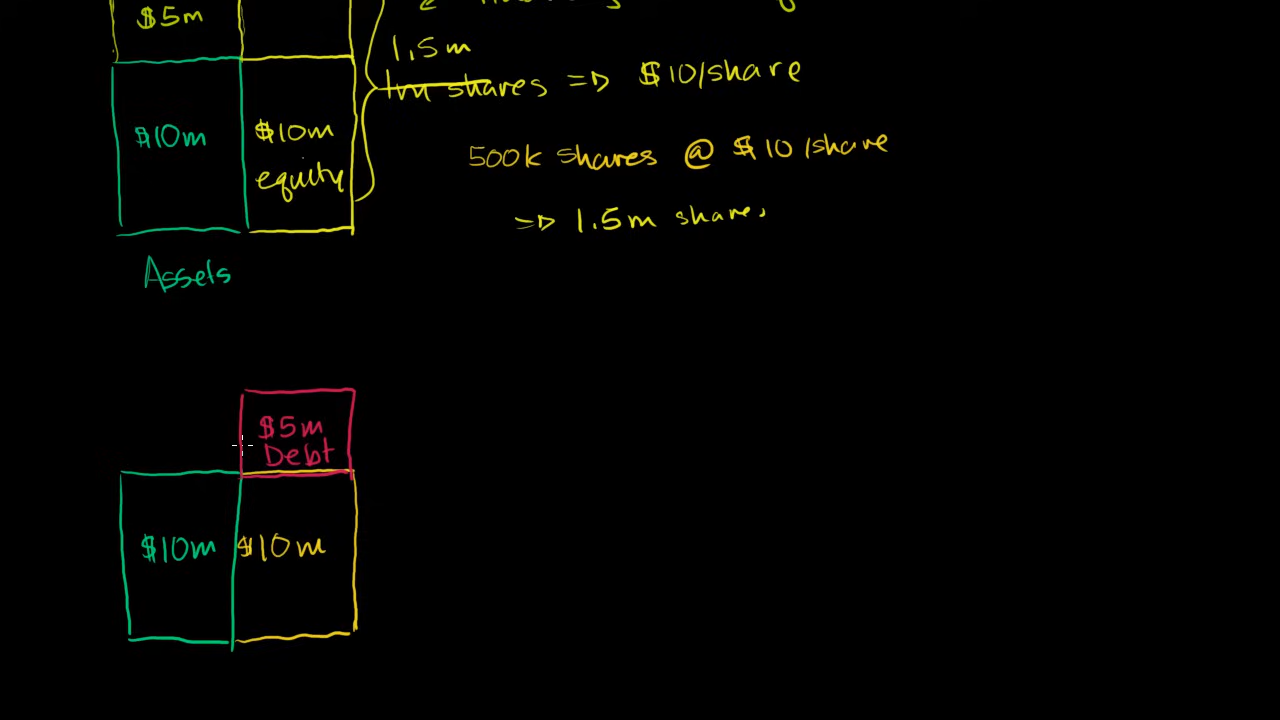 $5m
1.5m
1m shares => $10/share
$10m
$10m
equity
500k shares @ $10/share
=> 1.5m shares
Assets
$5m
Debt
$10m
$10m